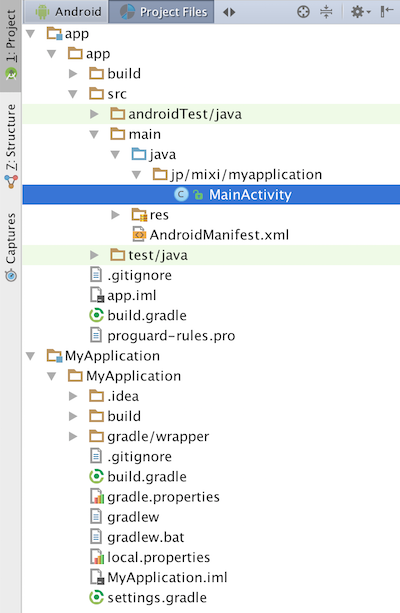 Android Project Files
1: Project
Z: Structure
Captures
app
app
build
src
androidTest/java
main
java
jp/mixi/myapplication
MainActivity
res
AndroidManifest.xml
test/java
.gitignore
app.iml
build.gradle
proguard-rules.pro
MyApplication
MyApplication
.idea
build
gradle/wrapper
.gitignore
build.gradle
gradle.properties
gradlew
gradlew.bat
local.properties
MyApplication.iml
settings.gradle